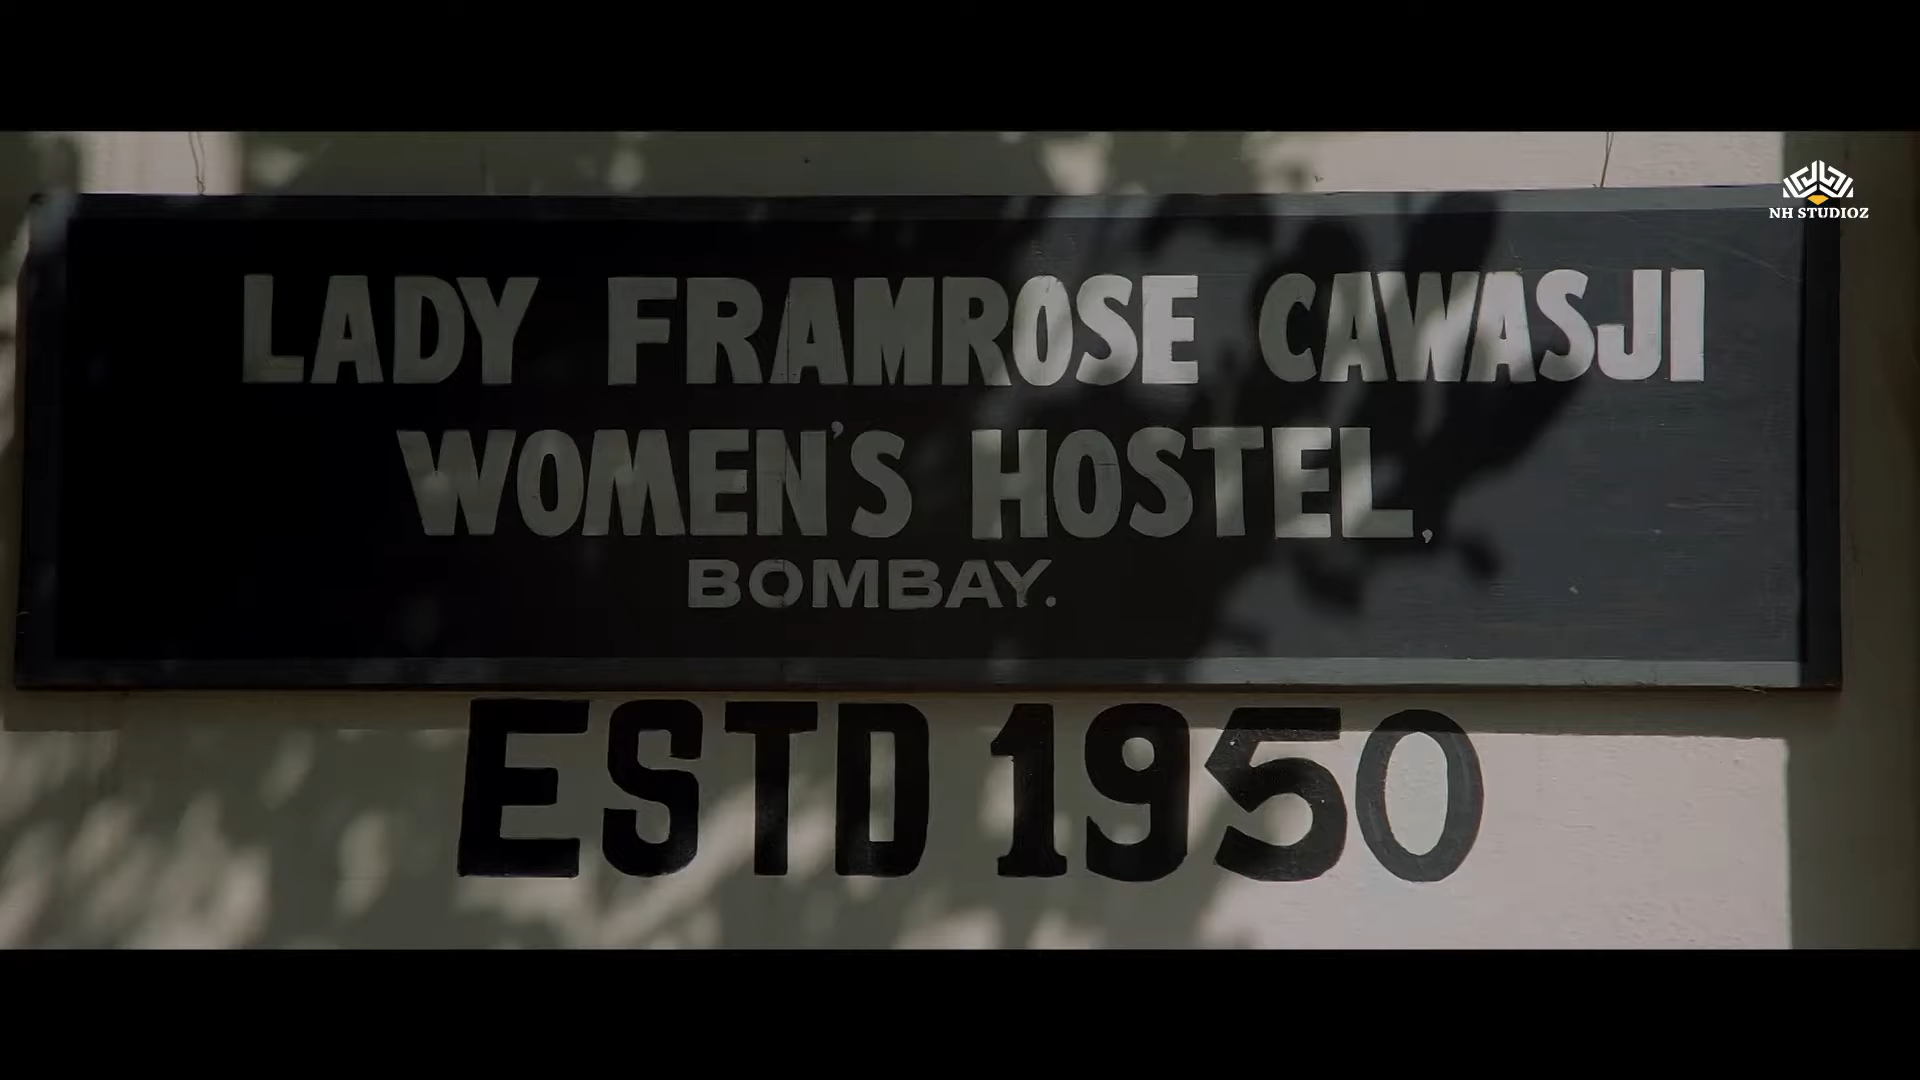 NH STUDIOZ
LADY FRAMROSE CAWASJI
WOMEN'S HOSTEL,
BOMBAY.
ESTD 1950